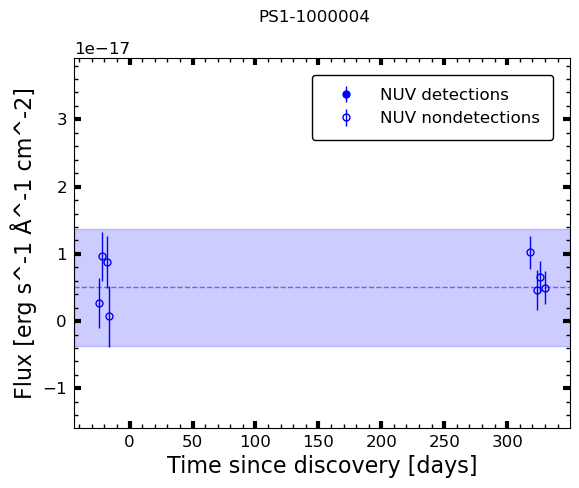 PS1-1000004
1e−17
NUV detections
NUV nondetections
3
2
1
0
−1
Flux [erg s^-1 Å^-1 cm^-2]
0 50 100 150 200 250 300
Time since discovery [days]